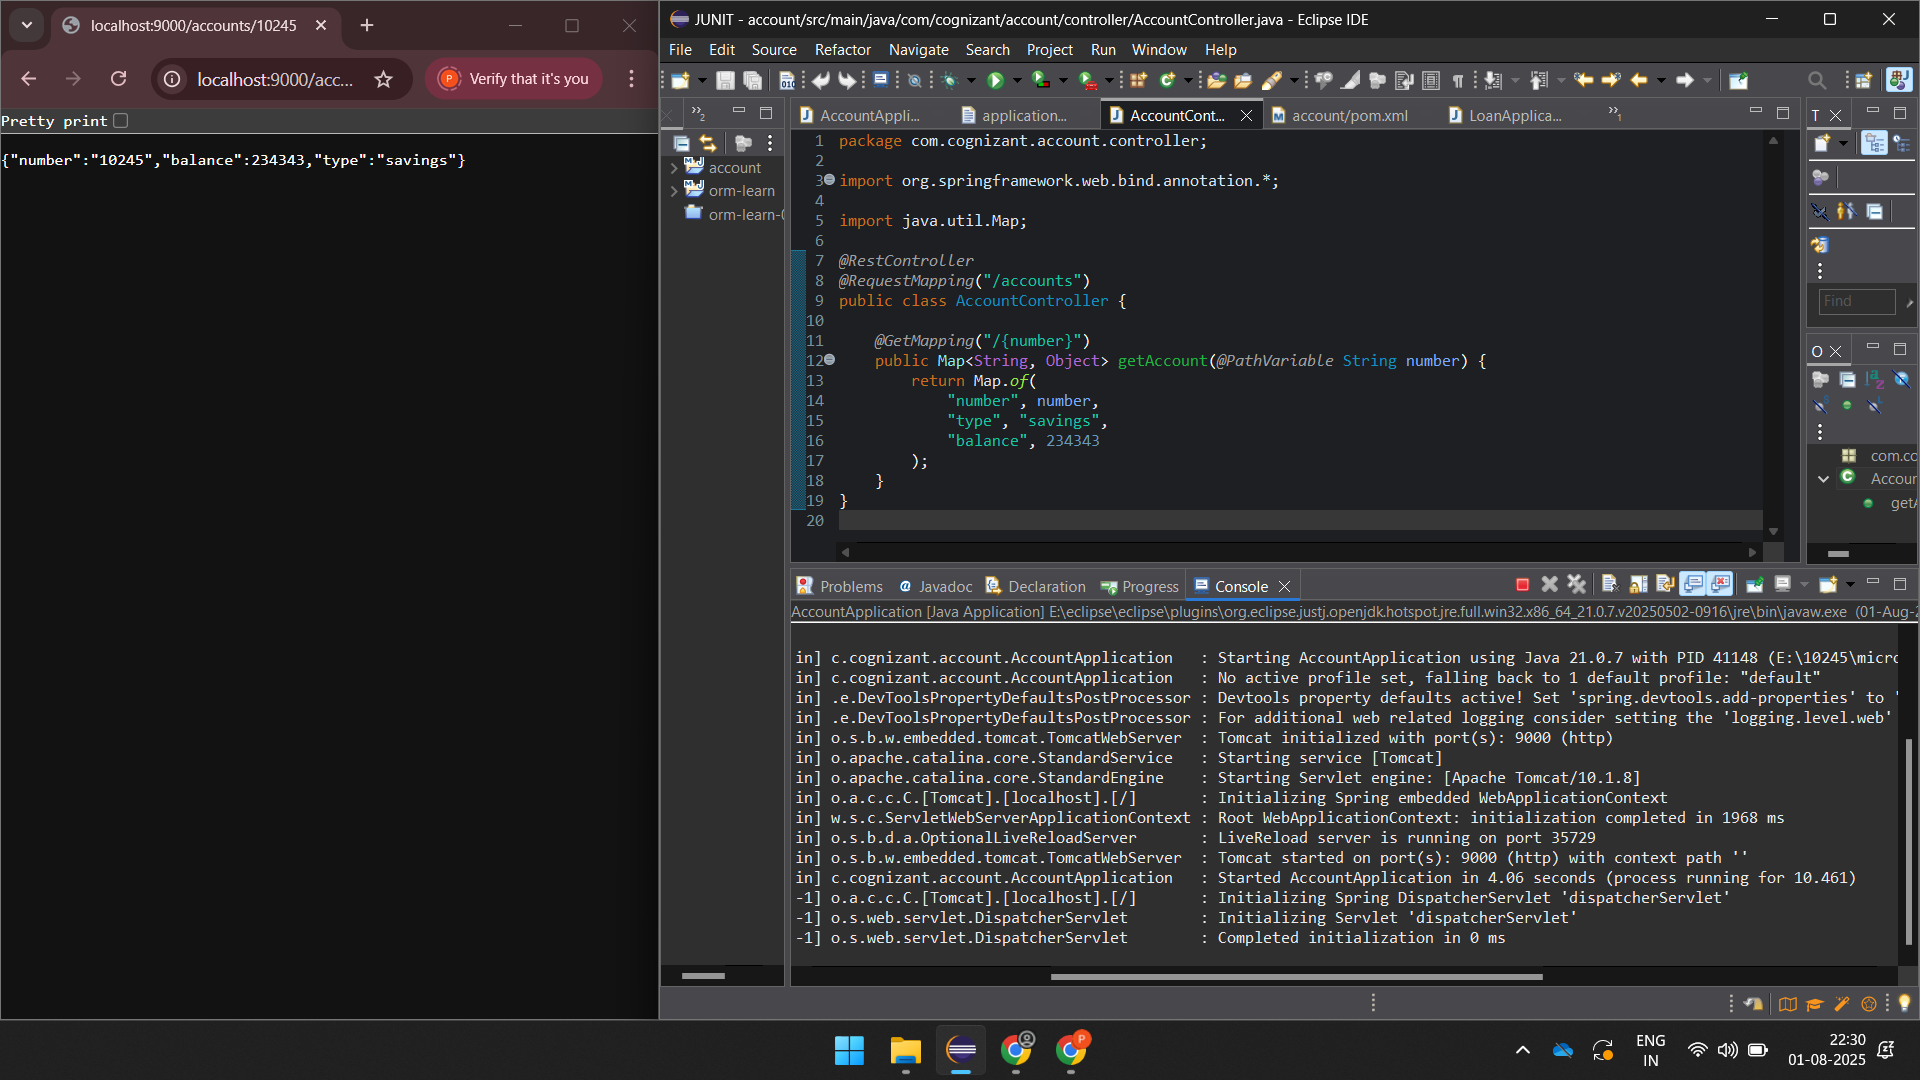 localhost:9000/accounts/10245
localhost:9000/acc...
Verify that it's you
Pretty print
{"number":"10245","balance":234343,"type":"savings"}
JUNIT - account/src/main/java/com/cognizant/account/controller/AccountController.java - Eclipse IDE
File Edit Source Refactor Navigate Search Project Run Window Help
account
orm-learn
orm-learn-
AccountAppli... application... AccountCont... account/pom.xml LoanApplica...
1 package com.cognizant.account.controller;
2
3 import org.springframework.web.bind.annotation.*;
4
5 import java.util.Map;
6
7 @RestController
8 @RequestMapping("/accounts")
9 public class AccountController {
10
11 @GetMapping("/{number}")
12 public Map<String, Object> getAccount(@PathVariable String number) {
13 return Map.of(
14 "number", number,
15 "type", "savings",
16 "balance", 234343
17 );
18 }
19 }
20
T
Find
O
com.co
Accour
getA
Problems Javadoc Declaration Progress Console
AccountApplication [Java Application] E:\eclipse\eclipse\plugins\org.eclipse.justj.openjdk.hotspot.jre.full.win32.x86_64_21.0.7.v20250502-0916\jre\bin\javaw.exe (01-Aug-2
in] c.cognizant.account.AccountApplication : Starting AccountApplication using Java 21.0.7 with PID 41148 (E:\10245\micro
in] c.cognizant.account.AccountApplication : No active profile set, falling back to 1 default profile: "default"
in] .e.DevToolsPropertyDefaultsPostProcessor : Devtools property defaults active! Set 'spring.devtools.add-properties' to '
in] .e.DevToolsPropertyDefaultsPostProcessor : For additional web related logging consider setting the 'logging.level.web'
in] o.s.b.w.embedded.tomcat.TomcatWebServer : Tomcat initialized with port(s): 9000 (http)
in] o.apache.catalina.core.StandardService : Starting service [Tomcat]
in] o.apache.catalina.core.StandardEngine : Starting Servlet engine: [Apache Tomcat/10.1.8]
in] o.a.c.c.C.[Tomcat].[localhost].[/] : Initializing Spring embedded WebApplicationContext
in] w.s.c.ServletWebServerApplicationContext : Root WebApplicationContext: initialization completed in 1968 ms
in] o.s.b.d.a.OptionalLiveReloadServer : LiveReload server is running on port 35729
in] o.s.b.w.embedded.tomcat.TomcatWebServer : Tomcat started on port(s): 9000 (http) with context path ''
in] c.cognizant.account.AccountApplication : Started AccountApplication in 4.06 seconds (process running for 10.461)
-1] o.a.c.c.C.[Tomcat].[localhost].[/] : Initializing Spring DispatcherServlet 'dispatcherServlet'
-1] o.s.web.servlet.DispatcherServlet : Initializing Servlet 'dispatcherServlet'
-1] o.s.web.servlet.DispatcherServlet : Completed initialization in 0 ms
ENG
IN
22:30
01-08-2025